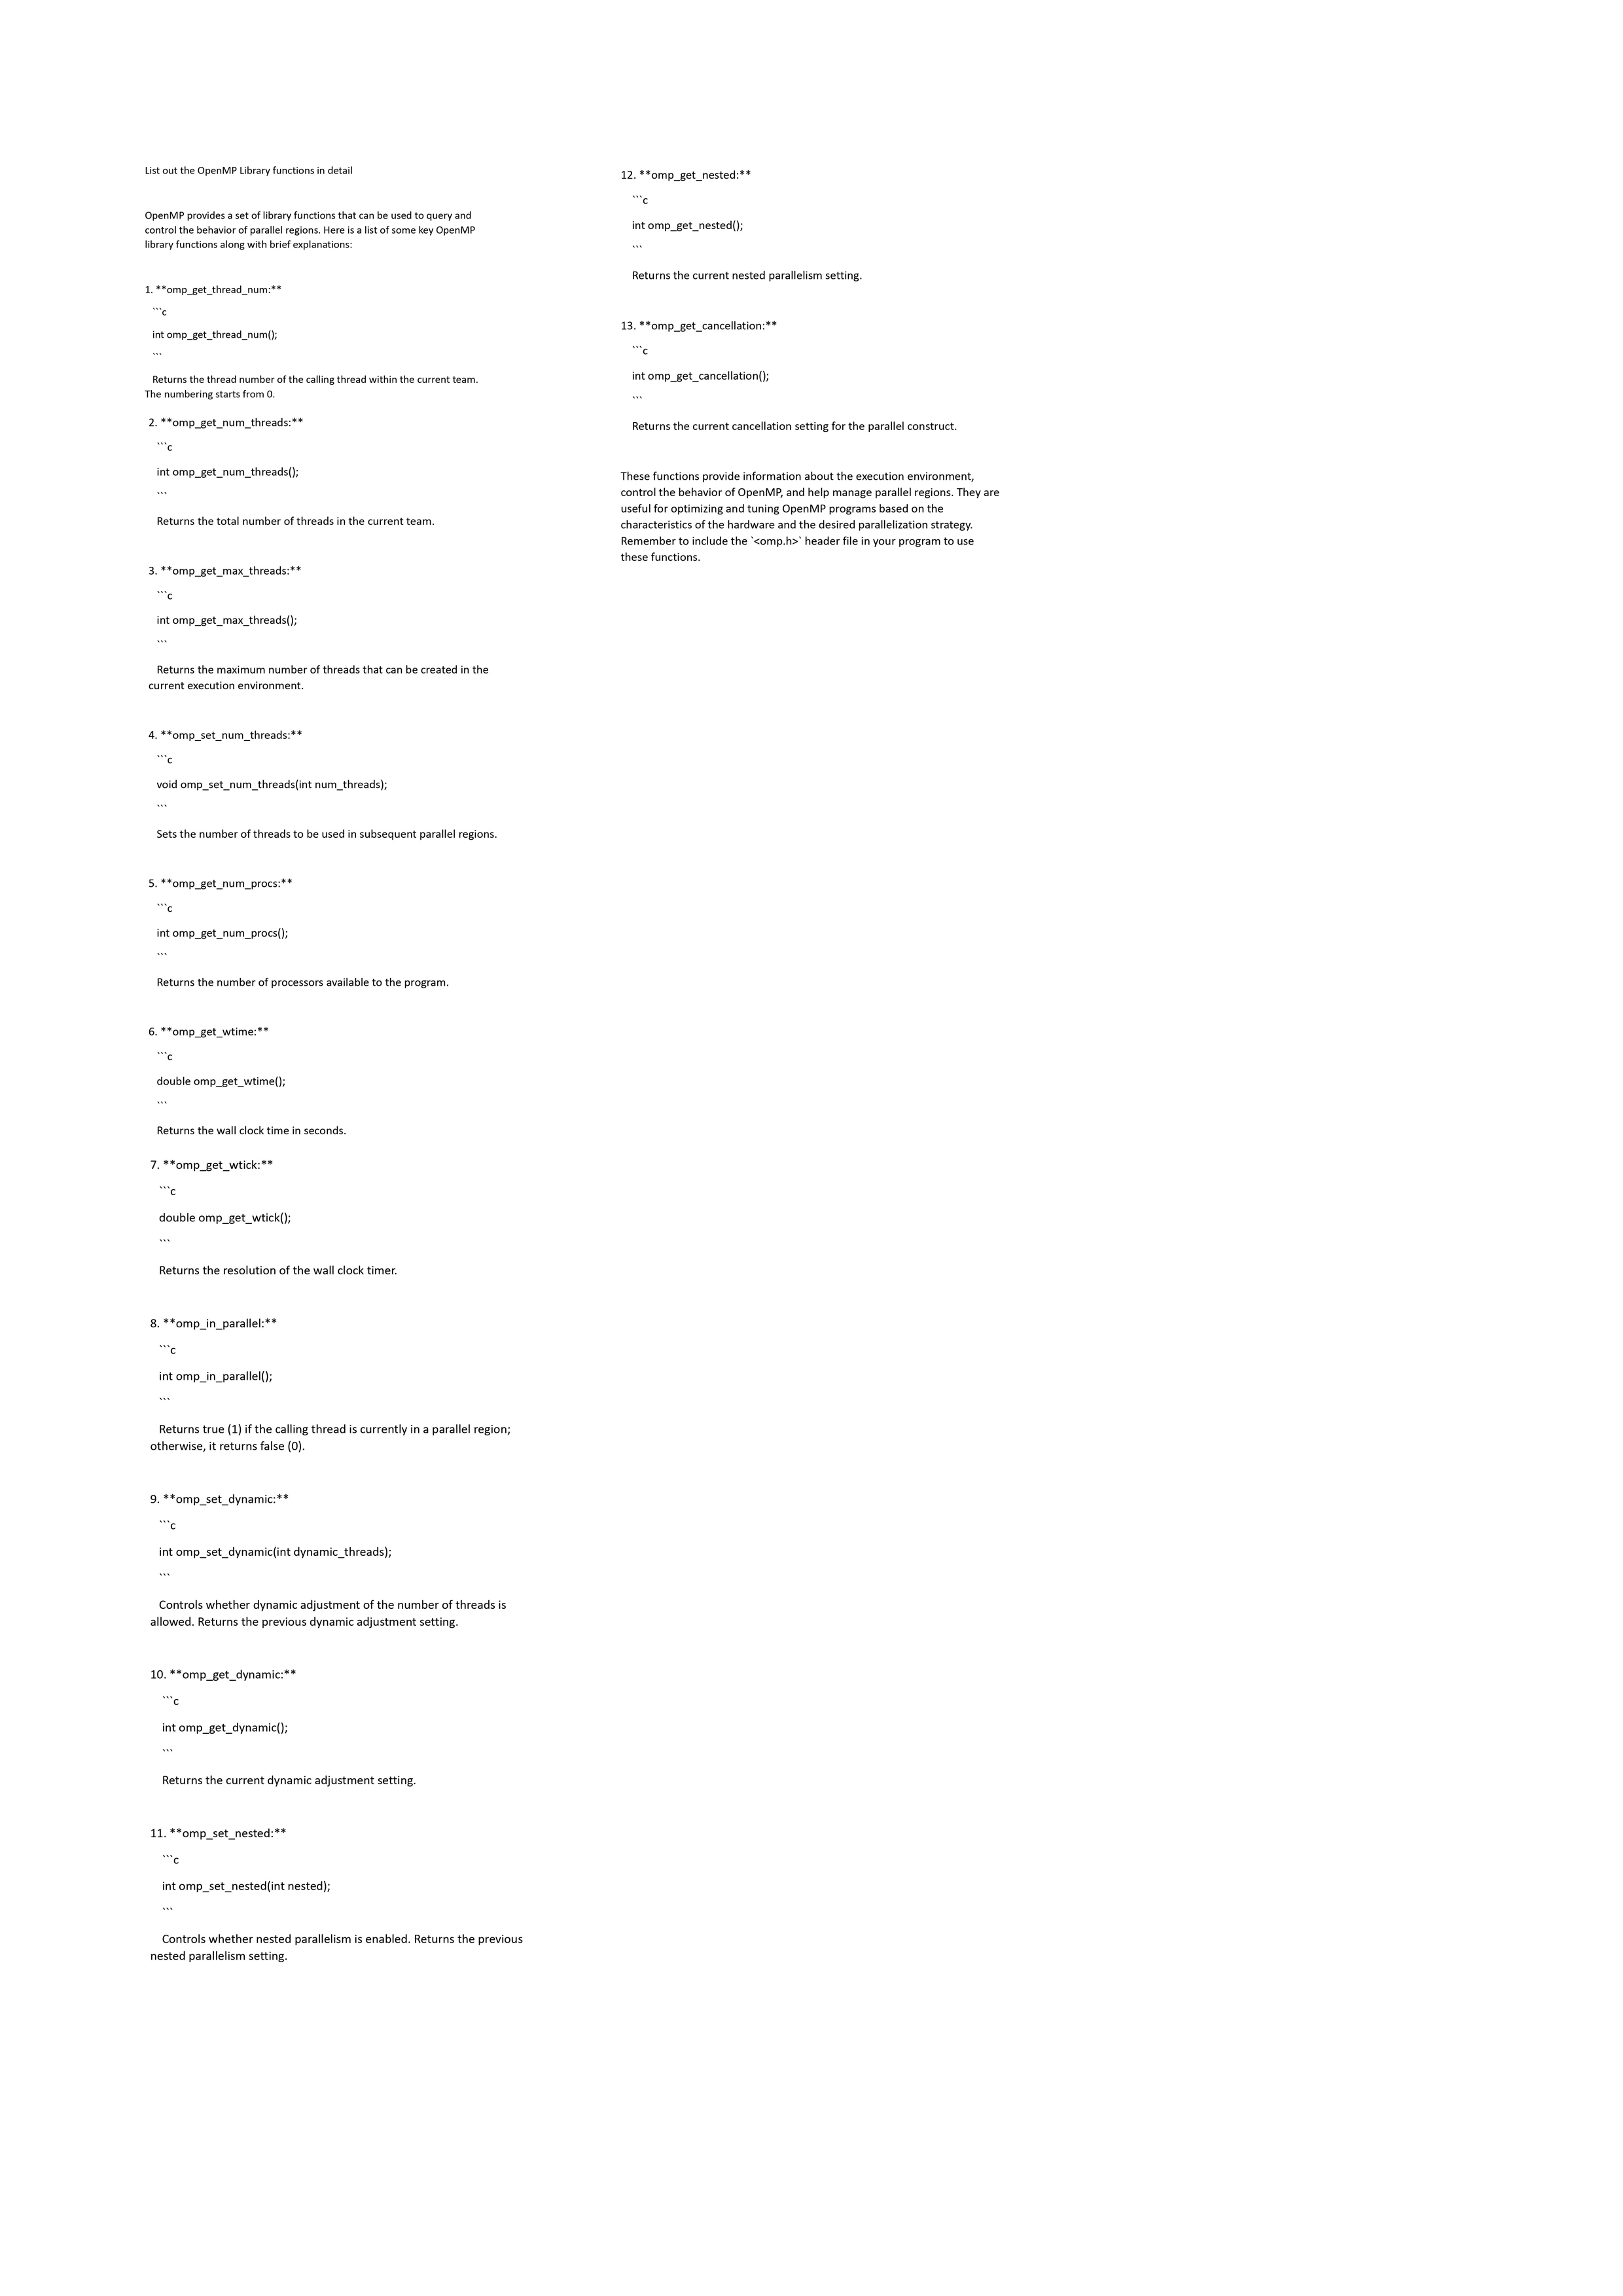 List out the OpenMP Library functions in detail
OpenMP provides a set of library functions that can be used to query and
control the behavior of parallel regions. Here is a list of some key OpenMP
library functions along with brief explanations:
1. **omp_get_thread_num:**
```c
int omp_get_thread_num();
```
Returns the thread number of the calling thread within the current team.
The numbering starts from 0.
2. **omp_get_num_threads:**
```c
int omp_get_num_threads();
```
Returns the total number of threads in the current team.
3. **omp_get_max_threads:**
```c
int omp_get_max_threads();
```
Returns the maximum number of threads that can be created in the
current execution environment.
4. **omp_set_num_threads:**
```c
void omp_set_num_threads(int num_threads);
```
Sets the number of threads to be used in subsequent parallel regions.
5. **omp_get_num_procs:**
```c
int omp_get_num_procs();
```
Returns the number of processors available to the program.
6. **omp_get_wtime:**
```c
double omp_get_wtime();
```
Returns the wall clock time in seconds.
7. **omp_get_wtick:**
```c
double omp_get_wtick();
```
Returns the resolution of the wall clock timer.
8. **omp_in_parallel:**
```c
int omp_in_parallel();
```
Returns true (1) if the calling thread is currently in a parallel region;
otherwise, it returns false (0).
9. **omp_set_dynamic:**
```c
int omp_set_dynamic(int dynamic_threads);
```
Controls whether dynamic adjustment of the number of threads is
allowed. Returns the previous dynamic adjustment setting.
10. **omp_get_dynamic:**
```c
int omp_get_dynamic();
```
Returns the current dynamic adjustment setting.
11. **omp_set_nested:**
```c
int omp_set_nested(int nested);
```
Controls whether nested parallelism is enabled. Returns the previous
nested parallelism setting.
12. **omp_get_nested:**
```c
int omp_get_nested();
```
Returns the current nested parallelism setting.
13. **omp_get_cancellation:**
```c
int omp_get_cancellation();
```
Returns the current cancellation setting for the parallel construct.
These functions provide information about the execution environment,
control the behavior of OpenMP, and help manage parallel regions. They are
useful for optimizing and tuning OpenMP programs based on the
characteristics of the hardware and the desired parallelization strategy.
Remember to include the `<omp.h>` header file in your program to use
these functions.